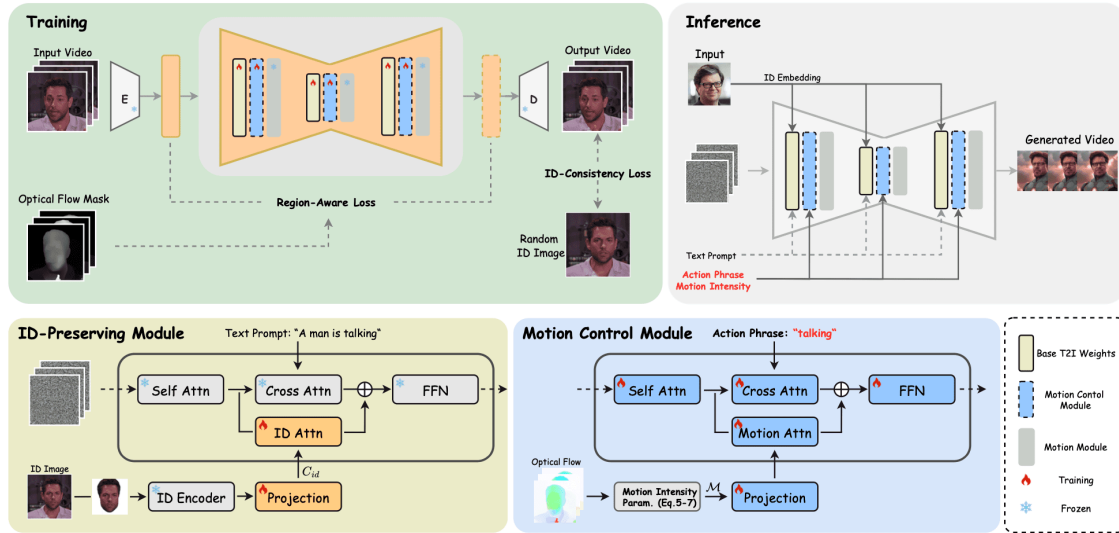 Training
Input Video
Output Video
E
D
Optical Flow Mask
Region-Aware Loss
ID-Consistency Loss
Random
ID Image
Inference
Input
ID Embedding
Generated Video
Text Prompt
Action Phrase
Motion Intensity
ID-Preserving Module
Text Prompt: “A man is talking“
Self Attn
Cross Attn
FFN
ID Attn
C_{id}
ID Image
ID Encoder
Projection
Motion Control Module
Action Phrase: “talking”
Self Attn
Cross Attn
FFN
Motion Attn
Optical Flow
Motion Intensity
Param. (Eq.5-7)
M
Projection
Base T2I Weights
Motion Contol
Module
Motion Module
Training
Frozen